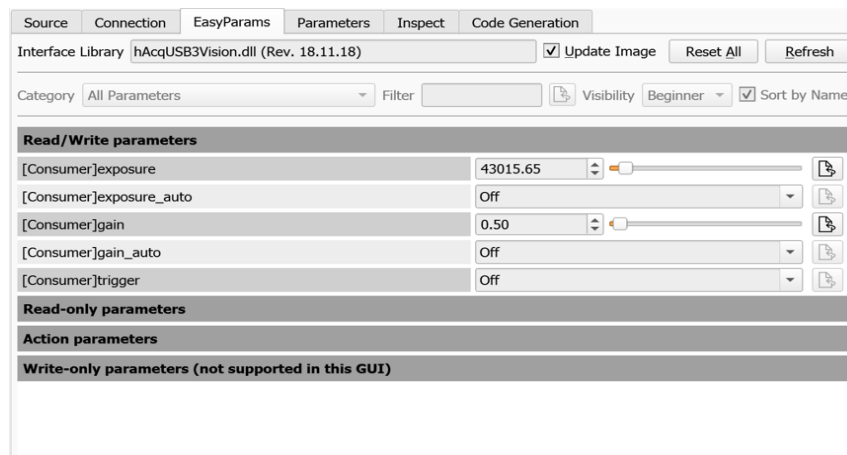 Source Connection EasyParams Parameters Inspect Code Generation
Interface Library hAcqUSB3Vision.dll (Rev. 18.11.18) Update Image Reset All Refresh
Category All Parameters Filter Visibility Beginner Sort by Name
Read/Write parameters
[Consumer]exposure 43015.65
[Consumer]exposure_auto Off
[Consumer]gain 0.50
[Consumer]gain_auto Off
[Consumer]trigger Off
Read-only parameters
Action parameters
Write-only parameters (not supported in this GUI)